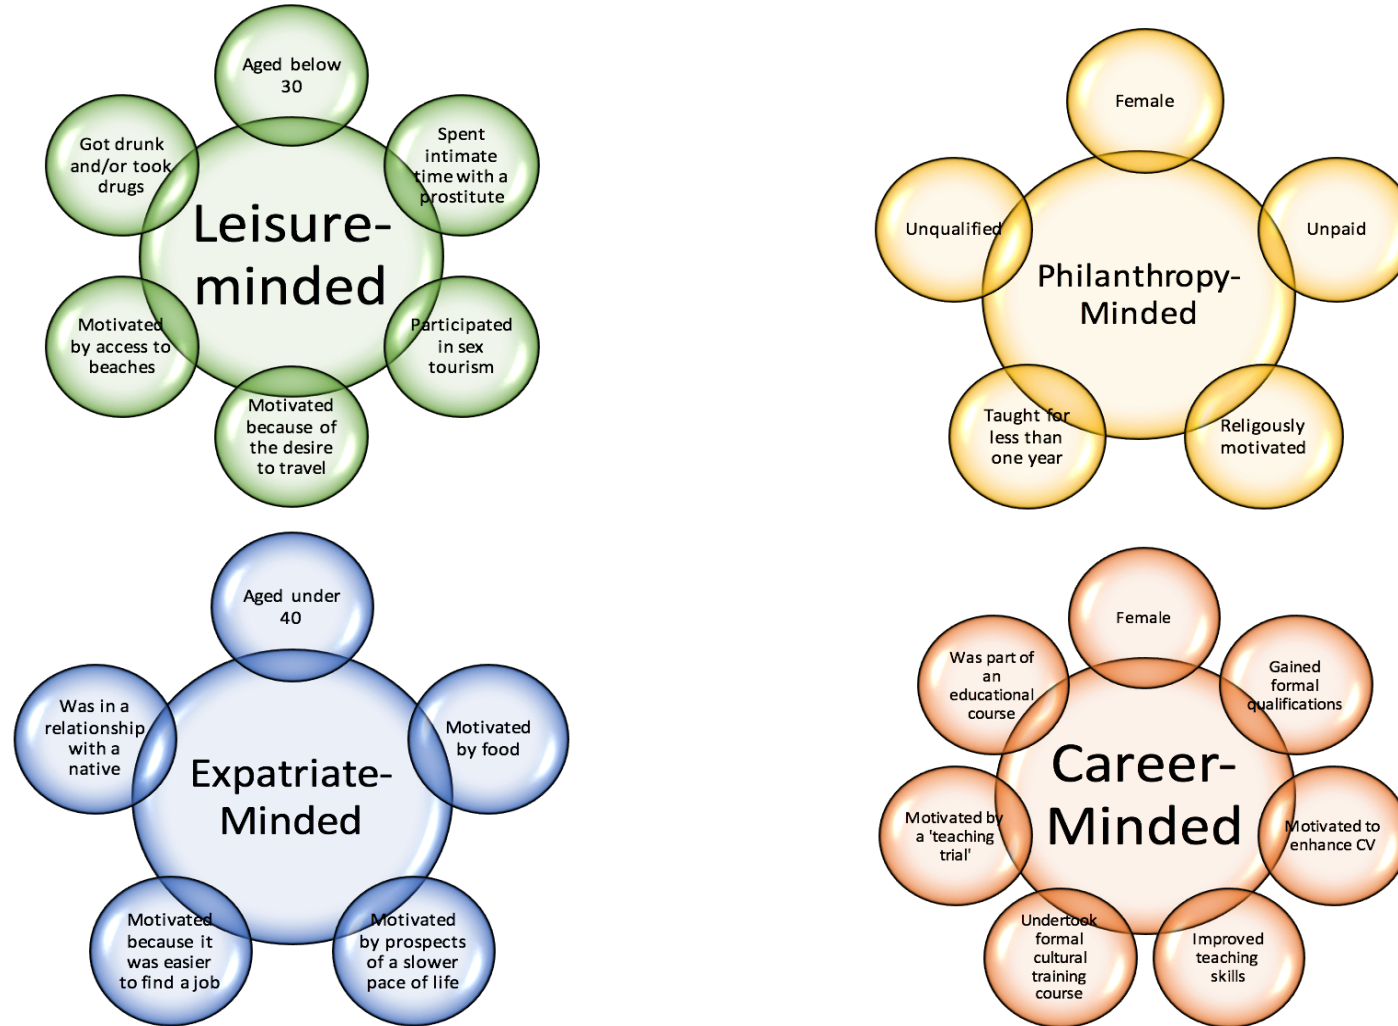 Aged below
30
Spent
intimate
time with a
prostitute
Participated
in sex
tourism
Motivated
because of
the desire
to travel
Motivated
by access to
beaches
Got drunk
and/or took
drugs
Leisure-
minded
Female
Unpaid
Religously
motivated
Taught for
less than
one year
Unqualified
Philanthropy-
Minded
Aged under
40
Motivated
by food
Motivated
by prospects
of a slower
pace of life
Motivated
because it
was easier
to find a job
Was in a
relationship
with a
native
Expatriate-
Minded
Female
Gained
formal
qualifications
Motivated to
enhance CV
Improved
teaching
skills
Undertook
formal
cultural
training
course
Motivated by
a 'teaching
trial'
Was part of
an
educational
course
Career-
Minded